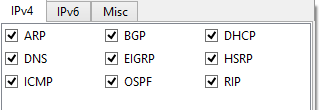 IPv4 IPv6 Misc
ARP BGP DHCP
DNS EIGRP HSRP
ICMP OSPF RIP